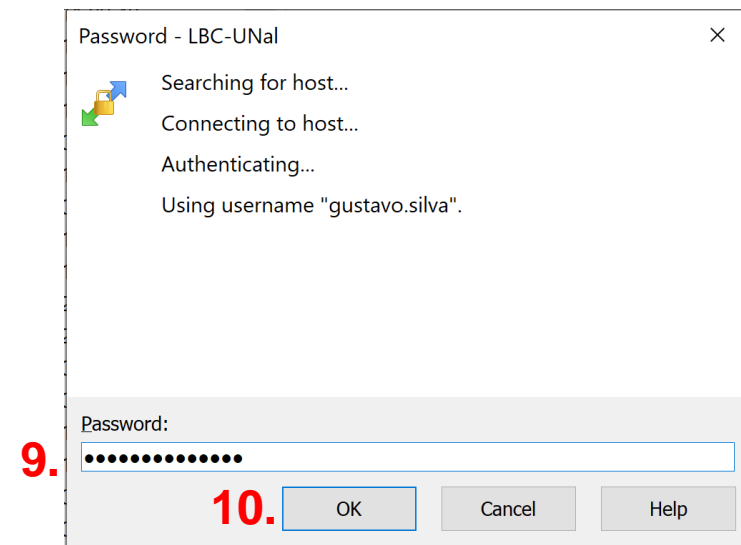 Password - LBC-UNal
Searching for host...
Connecting to host...
Authenticating...
Using username "gustavo.silva".
Password:
9. ••••••••••••••
10. OK Cancel Help